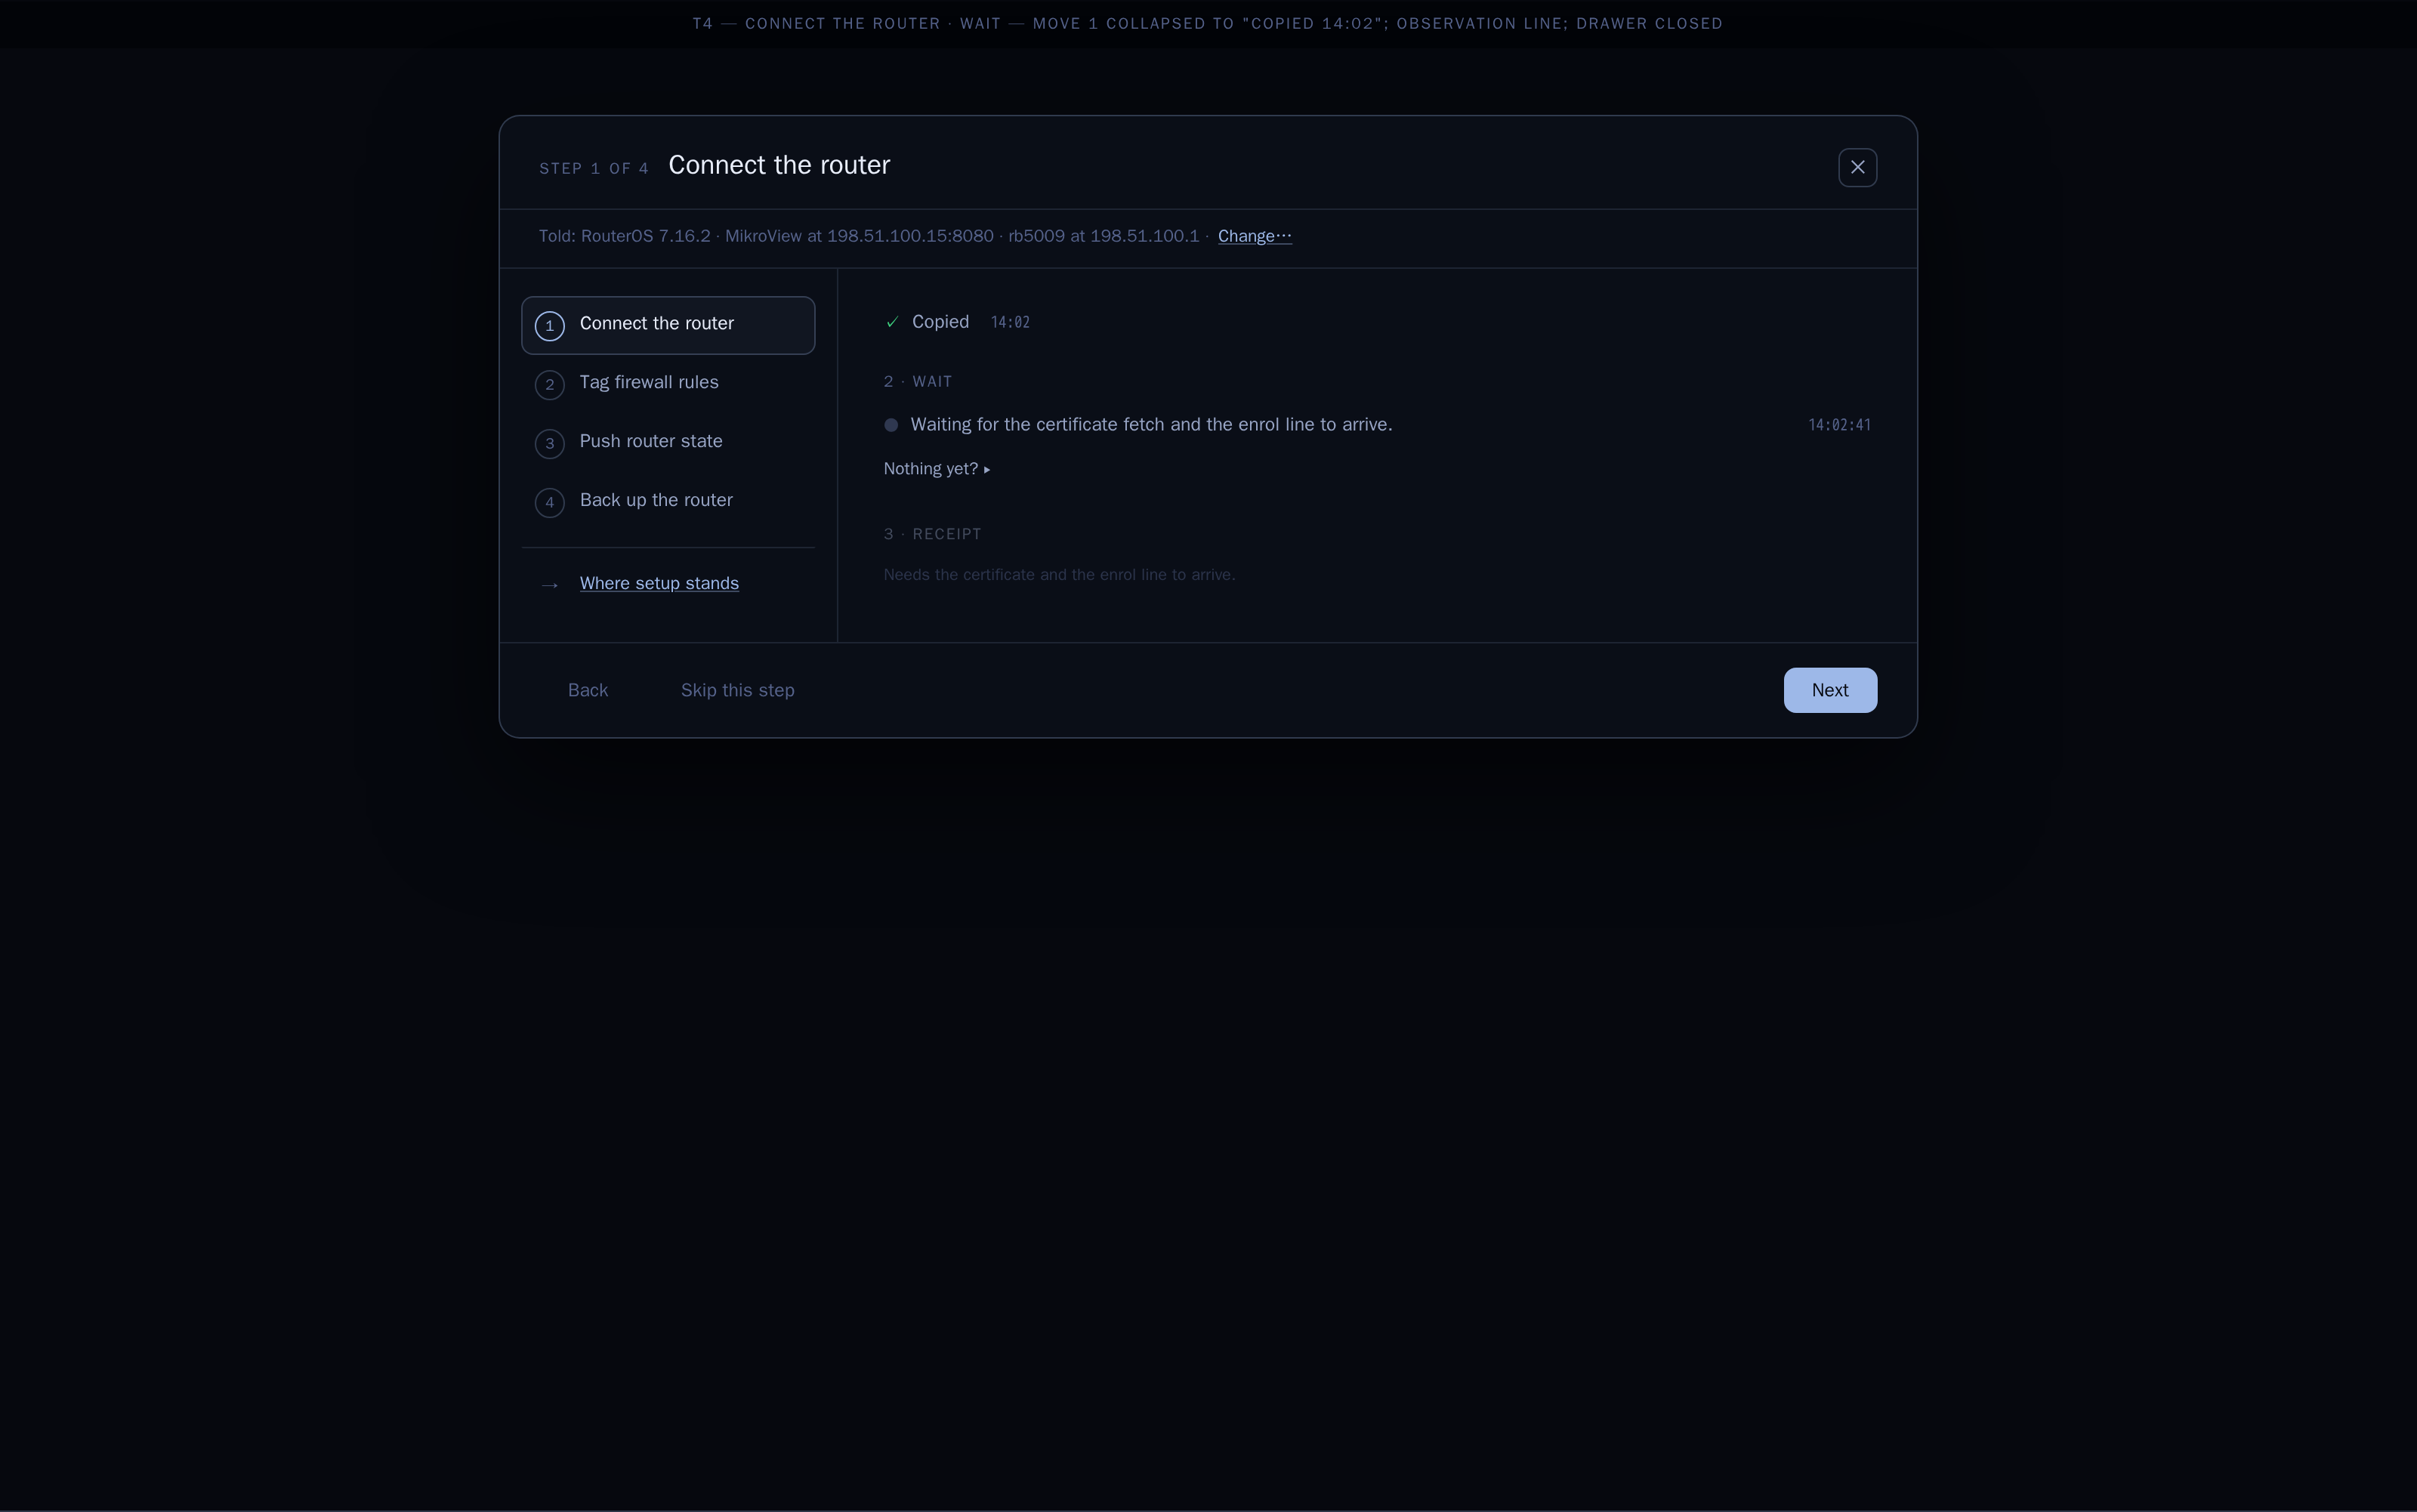 T4 — CONNECT THE ROUTER · WAIT — MOVE 1 COLLAPSED TO "COPIED 14:02"; OBSERVATION LINE; DRAWER CLOSED
STEP 1 OF 4 Connect the router
Told: RouterOS 7.16.2 · MikroView at 198.51.100.15:8080 · rb5009 at 198.51.100.1 · Change…
1 Connect the router
2 Tag firewall rules
3 Push router state
4 Back up the router
→ Where setup stands
✓ Copied 14:02
2 · WAIT
Waiting for the certificate fetch and the enrol line to arrive. 14:02:41
Nothing yet? ▸
3 · RECEIPT
Needs the certificate and the enrol line to arrive.
Back Skip this step Next